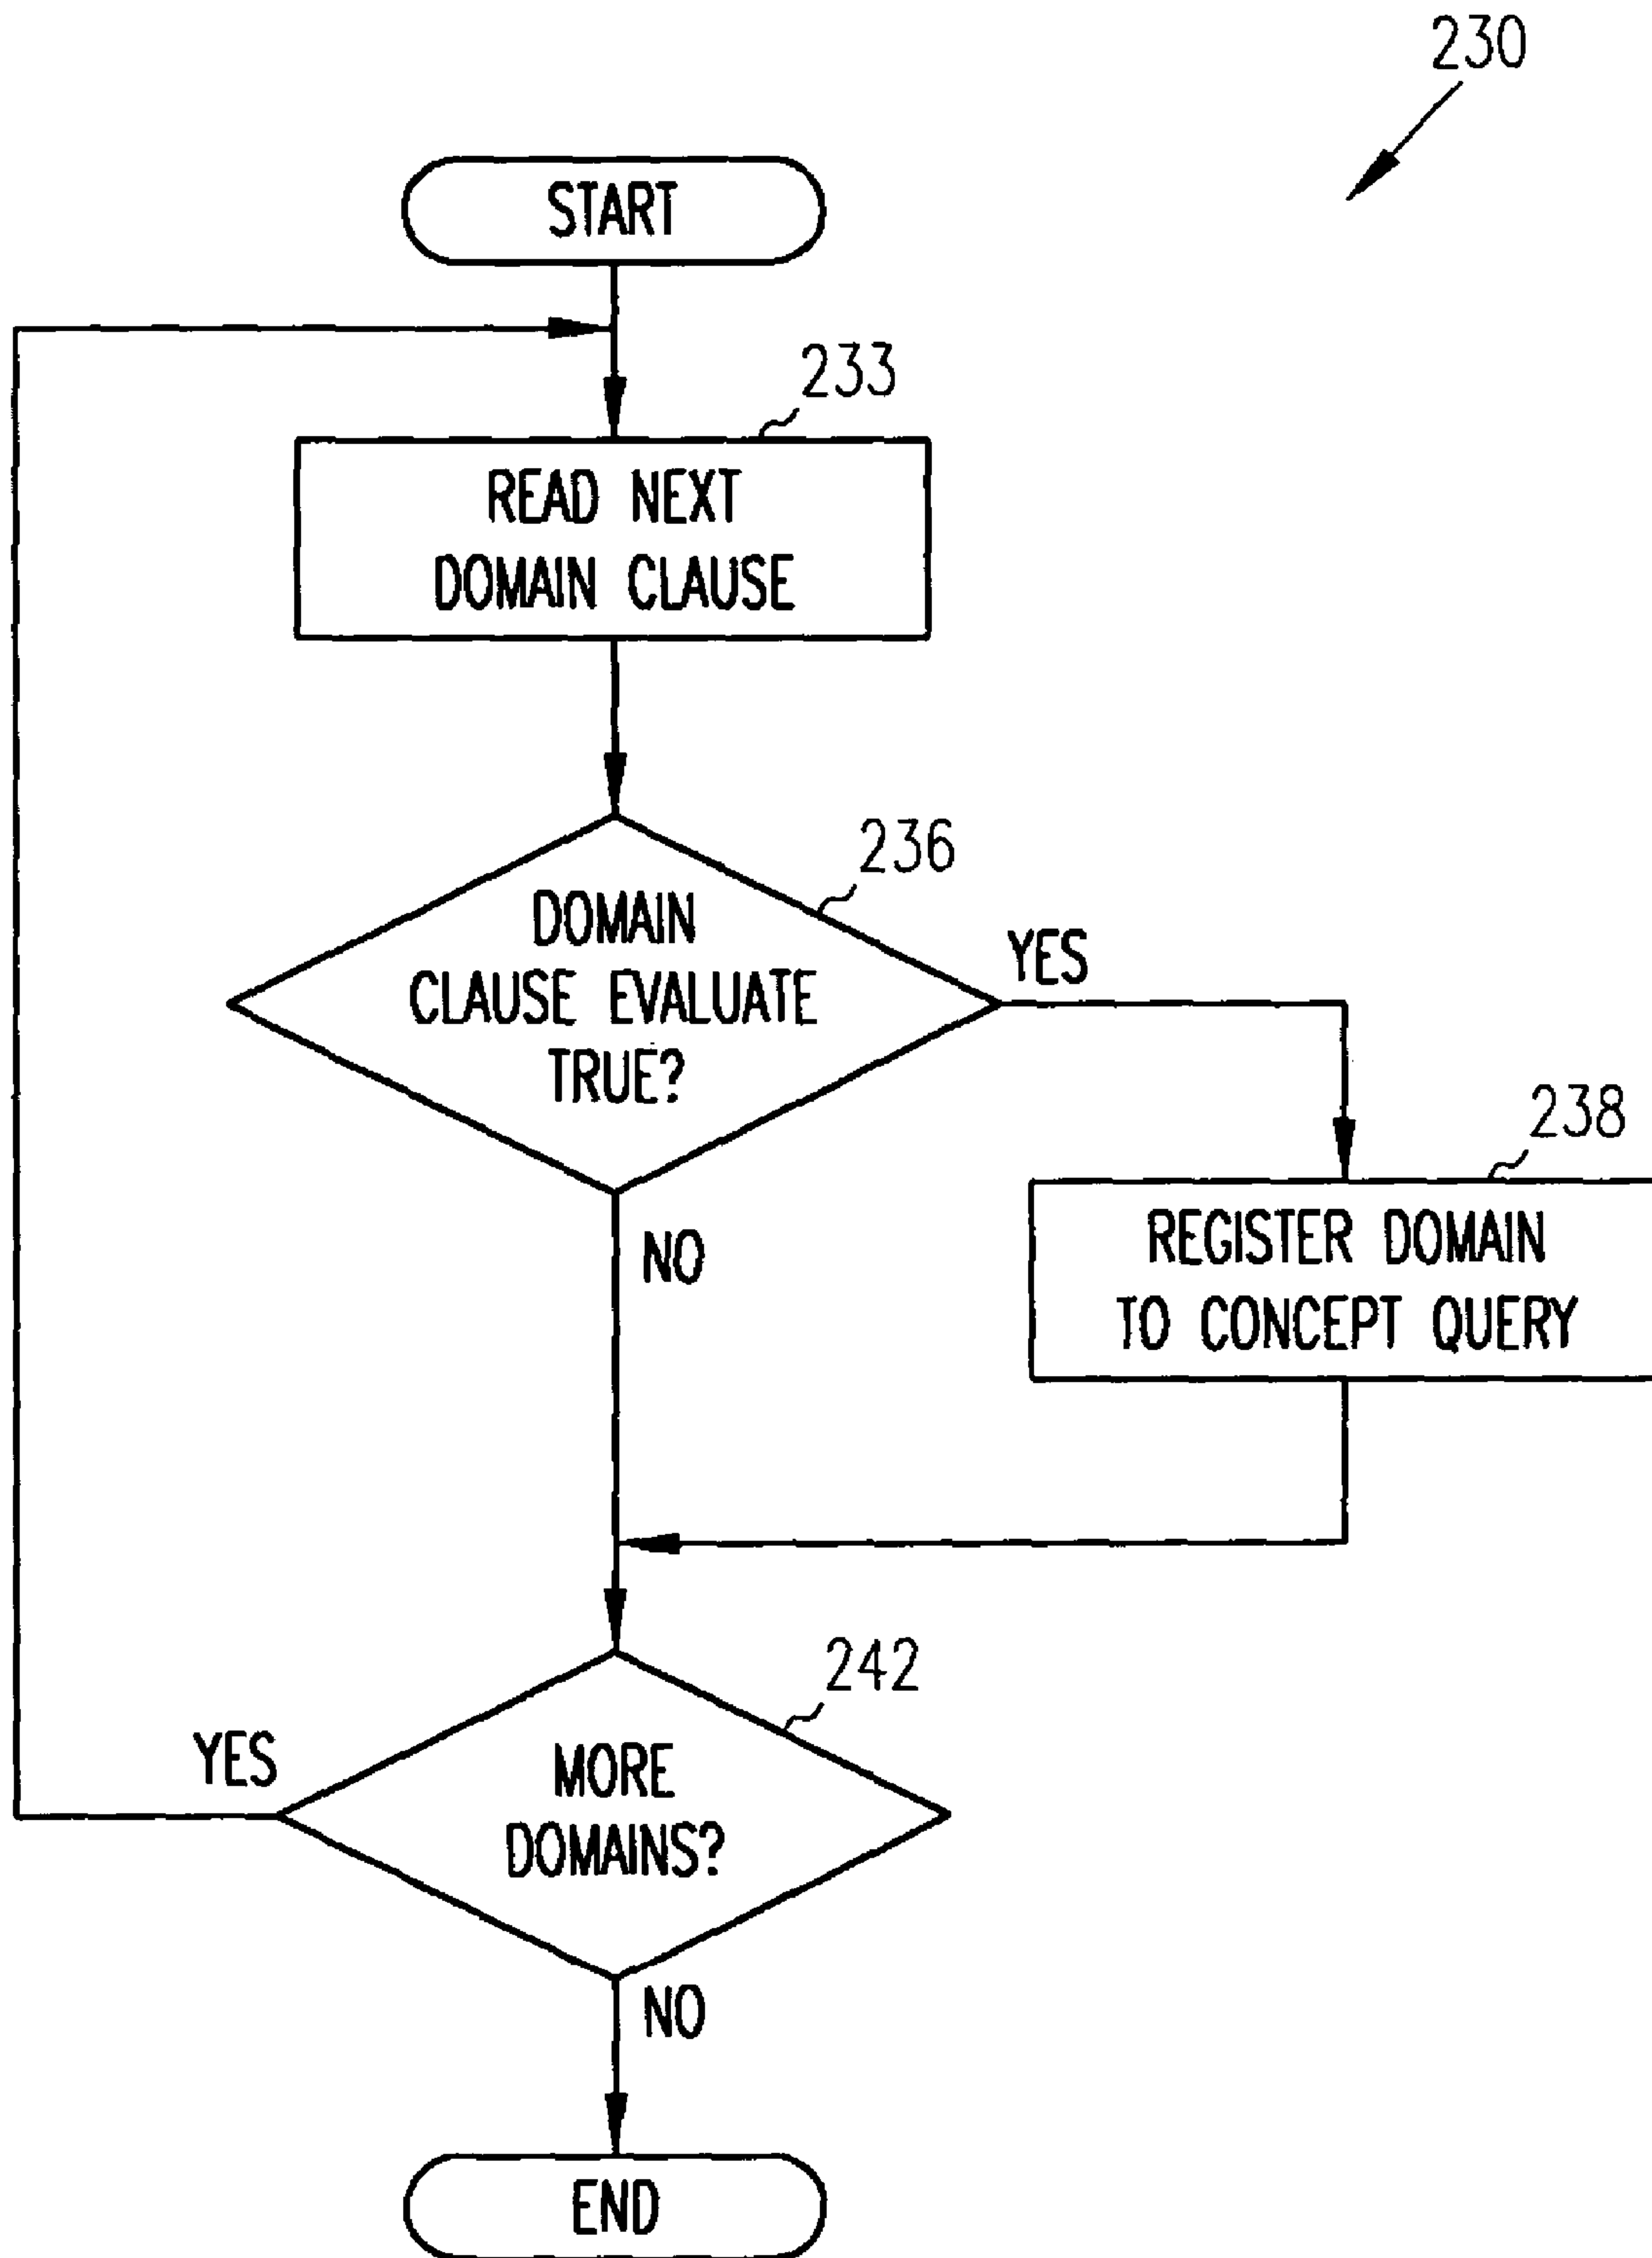 230
START
233
READ NEXT
DOMAIN CLAUSE
236
DOMAIN
CLAUSE EVALUATE
TRUE?
YES
238
REGISTER DOMAIN
TO CONCEPT QUERY
NO
242
YES
MORE
DOMAINS?
NO
END